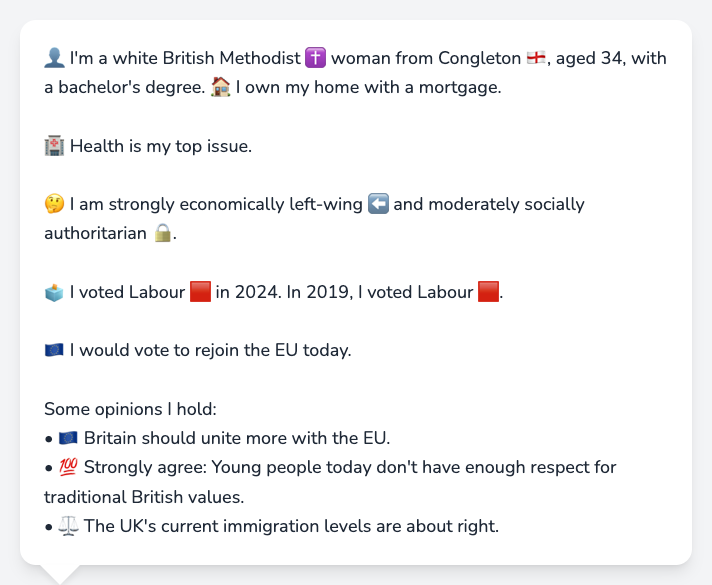 👤 I'm a white British Methodist ✝️ woman from Congleton 🏴󠁧󠁢󠁥󠁮󠁧󠁿, aged 34, with
a bachelor's degree. 🏠 I own my home with a mortgage.
🏥 Health is my top issue.
🤔 I am strongly economically left-wing ⬅️ and moderately socially
authoritarian 🔒.
🗳️ I voted Labour 🟥 in 2024. In 2019, I voted Labour 🟥.
🇪🇺 I would vote to rejoin the EU today.
Some opinions I hold:
• 🇪🇺 Britain should unite more with the EU.
• 💯 Strongly agree: Young people today don't have enough respect for
traditional British values.
• ⚖️ The UK's current immigration levels are about right.